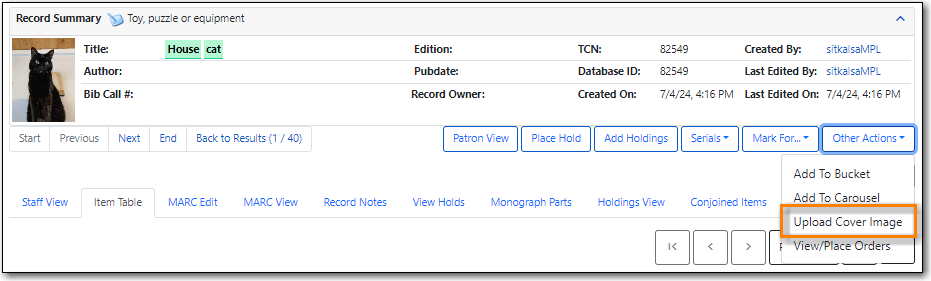 Record Summary Toy, puzzle or equipment
Title: House cat Edition: TCN: 82549 Created By: sitkalsaMPL
Author: Pubdate: Database ID: 82549 Last Edited By: sitkalsaMPL
Bib Call #: Record Owner: Created On: 7/4/24, 4:16 PM Last Edited On: 7/4/24, 4:16 PM
Start Previous Next End Back to Results (1 / 40) Patron View Place Hold Add Holdings Serials Mark For... Other Actions
Add To Bucket
Add To Carousel
Staff View Item Table MARC Edit MARC View Record Notes View Holds Monograph Parts Holdings View Conjoined Items
Upload Cover Image
View/Place Orders